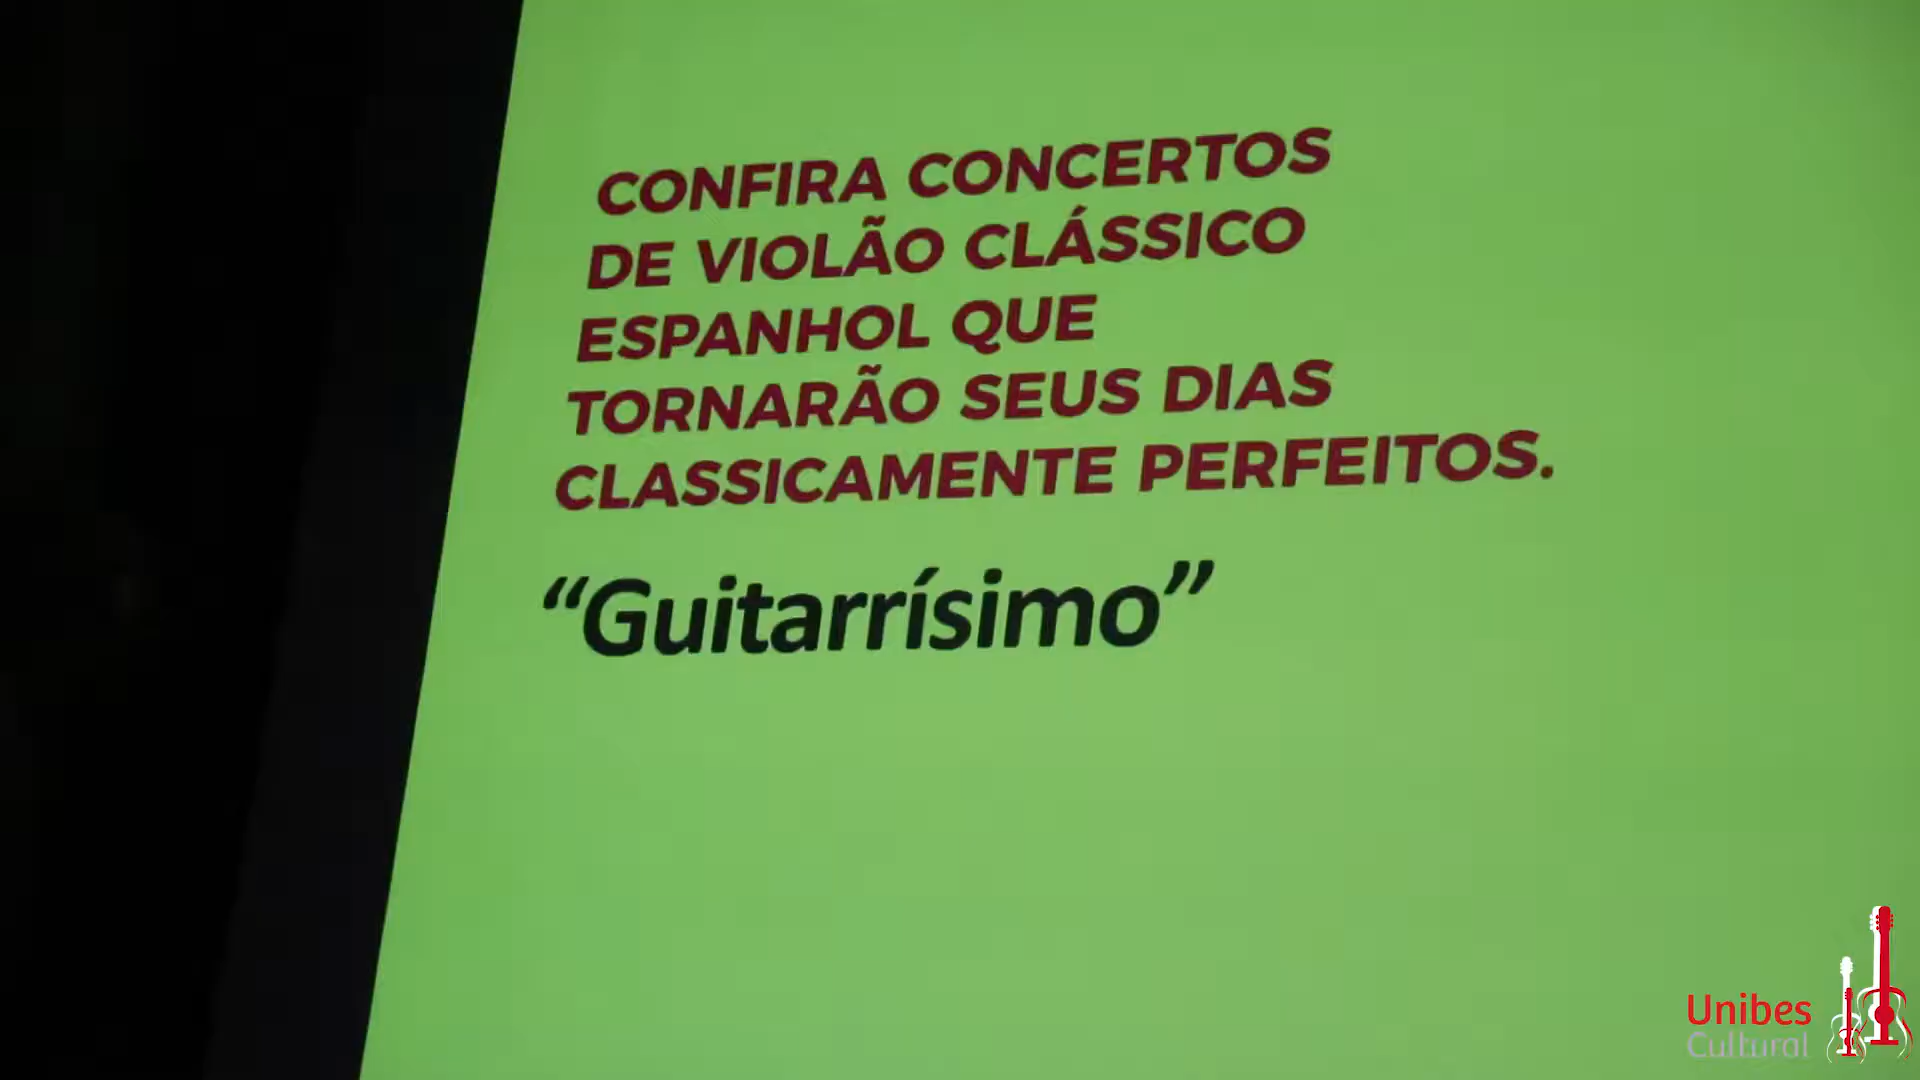 CONFIRA CONCERTOS
DE VIOLÃO CLÁSSICO
ESPANHOL QUE
TORNARÃO SEUS DIAS
CLASSICAMENTE PERFEITOS.
“Guitarrísimo”
Unibes
Cultural